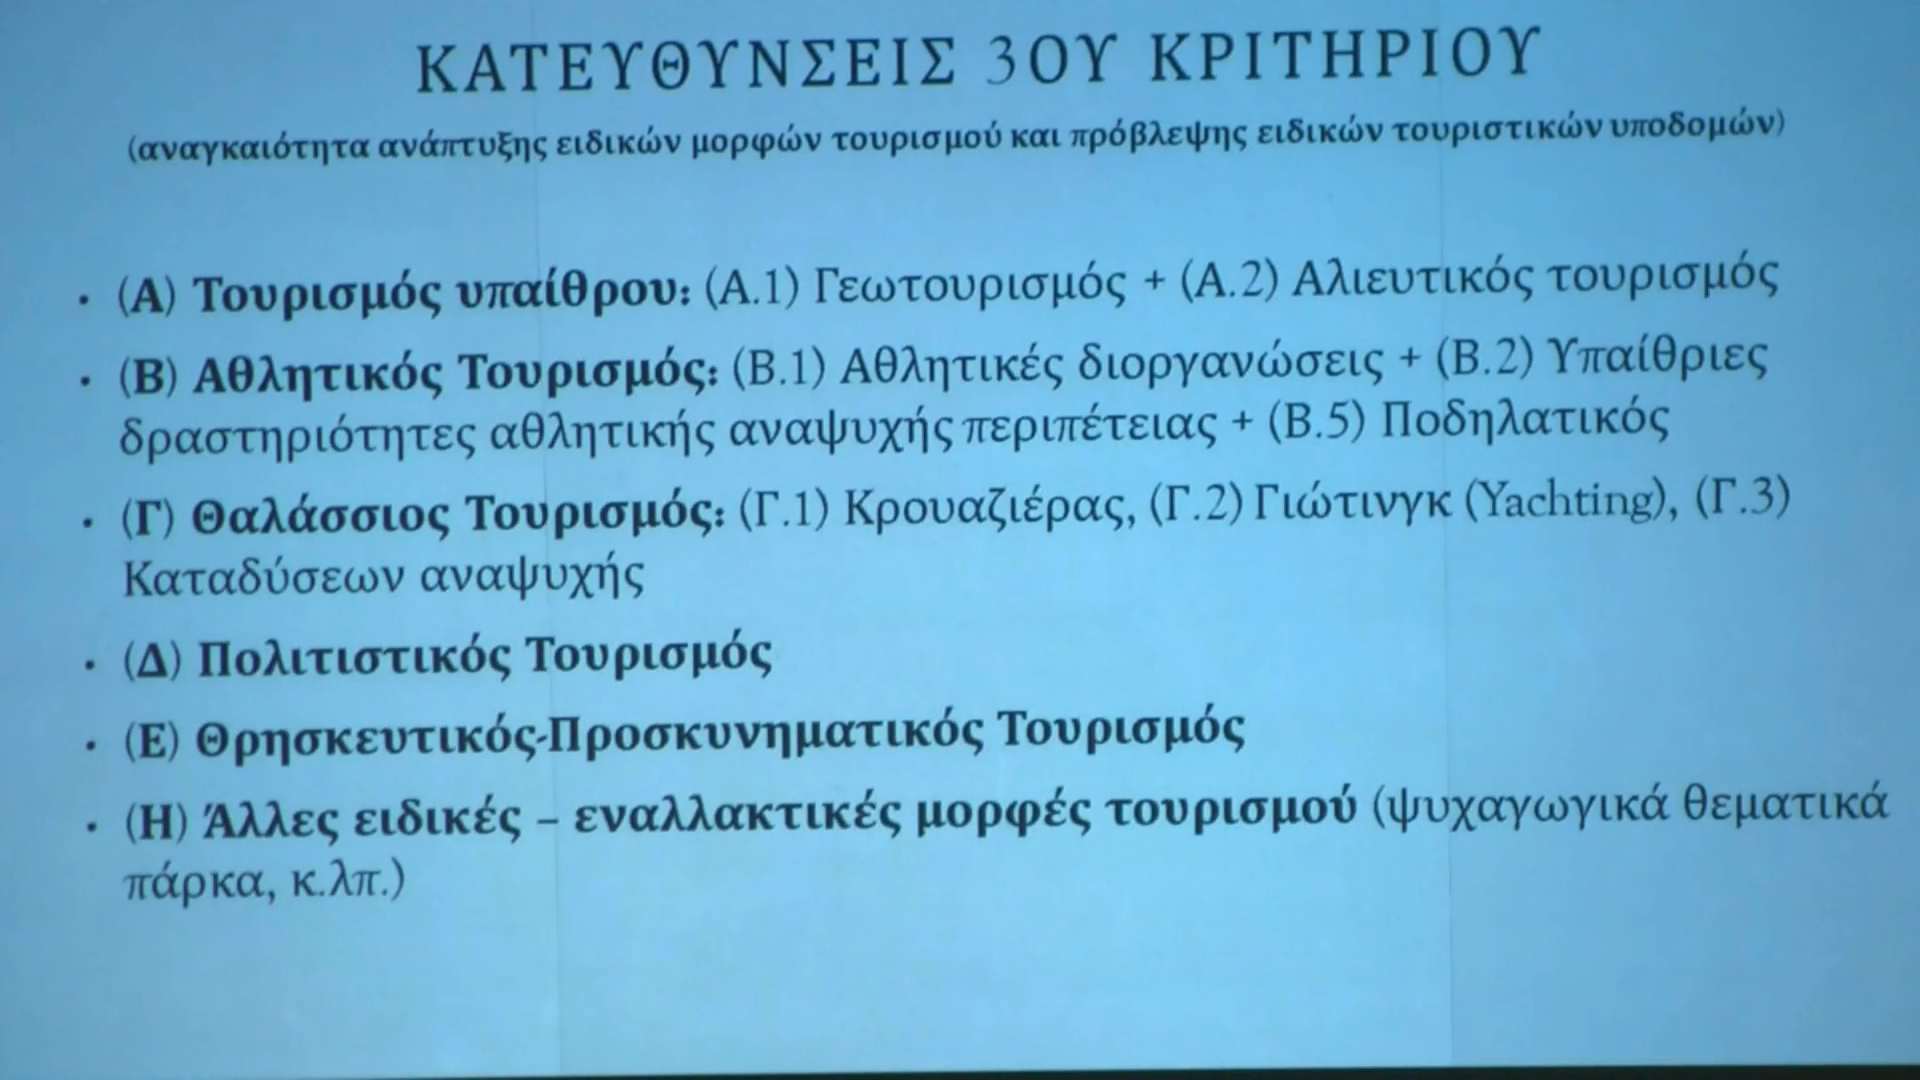 ΚΑΤΕΥΘΥΝΣΕΙΣ 3ΟΥ ΚΡΙΤΗΡΙΟΥ
(αναγκαιότητα ανάπτυξης ειδικών μορφών τουρισμού και πρόβλεψης ειδικών τουριστικών υποδομών)
• (Α) Τουρισμός υπαίθρου: (Α.1) Γεωτουρισμός + (Α.2) Αλιευτικός τουρισμός
• (Β) Αθλητικός Τουρισμός: (Β.1) Αθλητικές διοργανώσεις + (Β.2) Υπαίθριες
δραστηριότητες αθλητικής αναψυχής περιπέτειας + (Β.5) Ποδηλατικός
• (Γ) Θαλάσσιος Τουρισμός: (Γ.1) Κρουαζιέρας, (Γ.2) Γιώτινγκ (Yachting), (Γ.3)
Καταδύσεων αναψυχής
• (Δ) Πολιτιστικός Τουρισμός
• (Ε) Θρησκευτικός-Προσκυνηματικός Τουρισμός
• (Η) Άλλες ειδικές – εναλλακτικές μορφές τουρισμού (ψυχαγωγικά θεματικά
πάρκα, κ.λπ.)